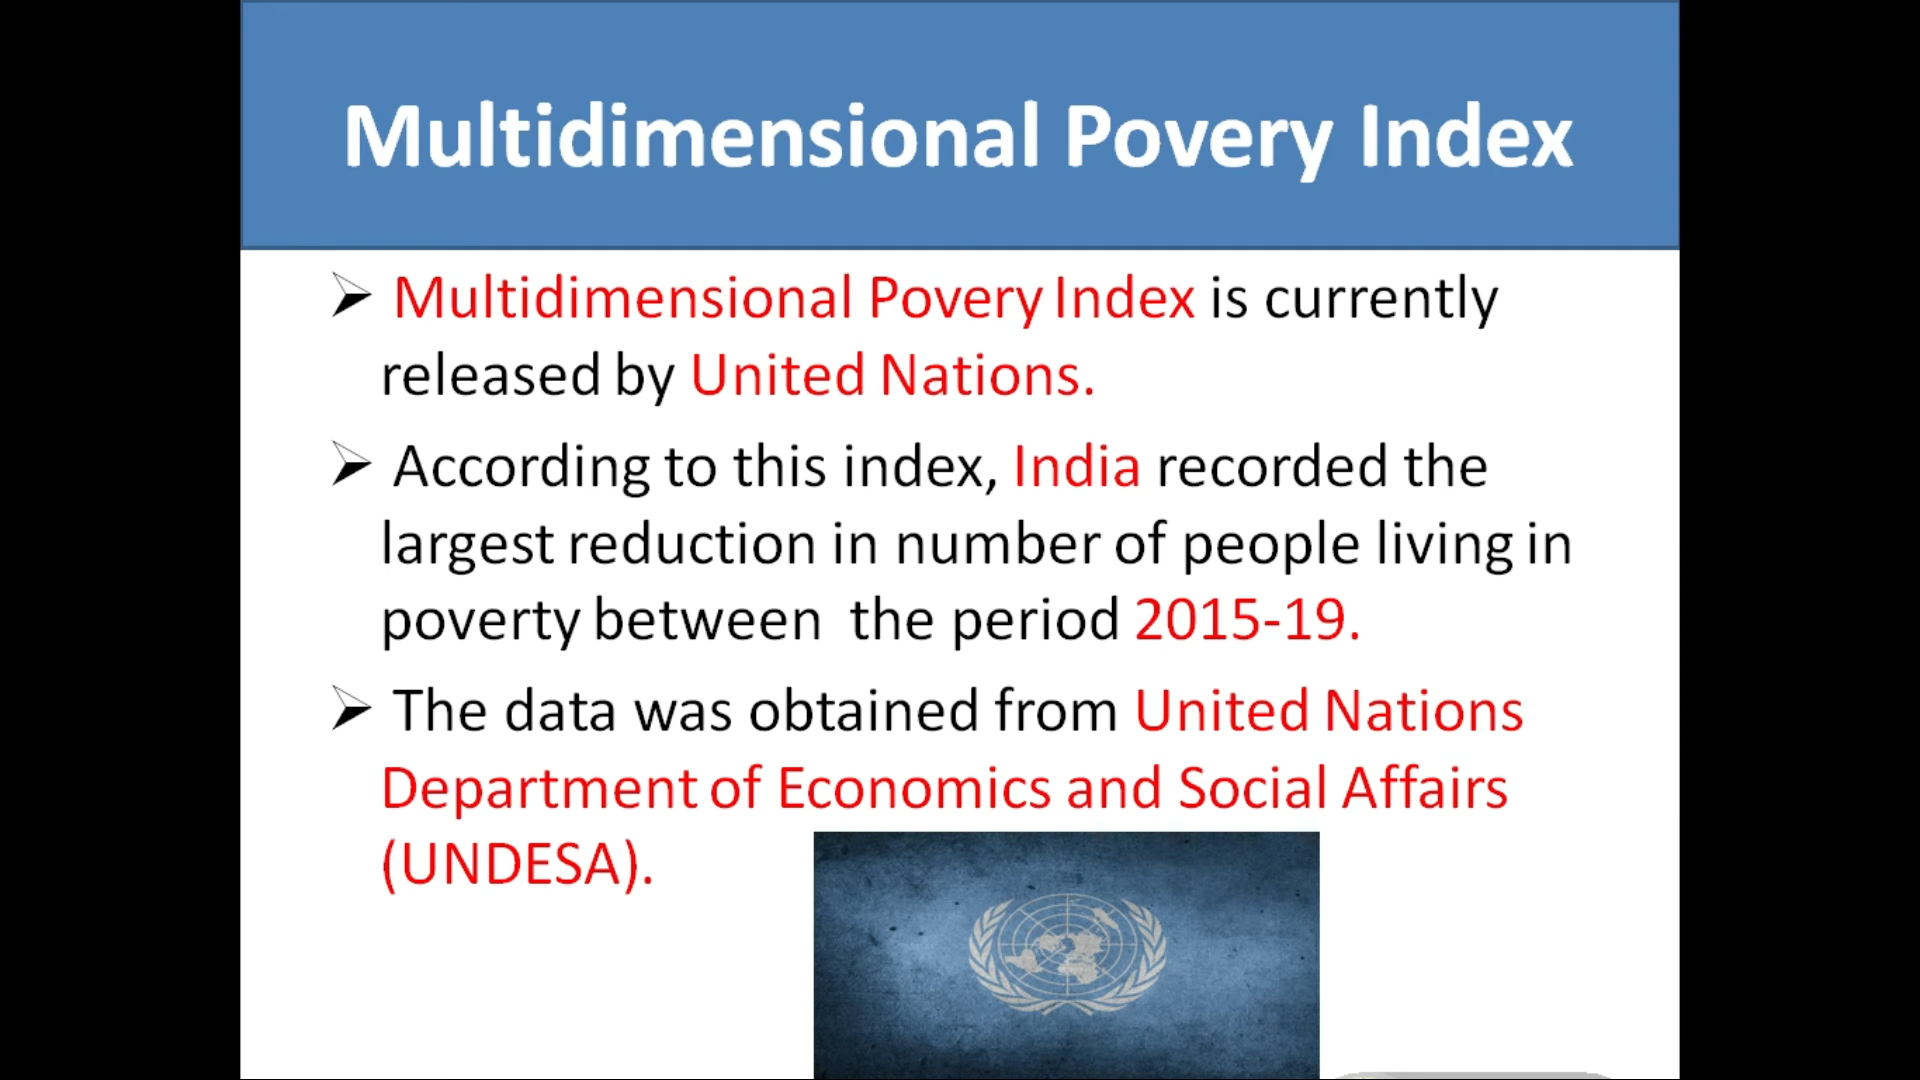 Multidimensional Povery Index
Multidimensional Povery Index is currently
released by United Nations.
According to this index, India recorded the
largest reduction in number of people living in
poverty between the period 2015-19.
The data was obtained from United Nations
Department of Economics and Social Affairs
(UNDESA).